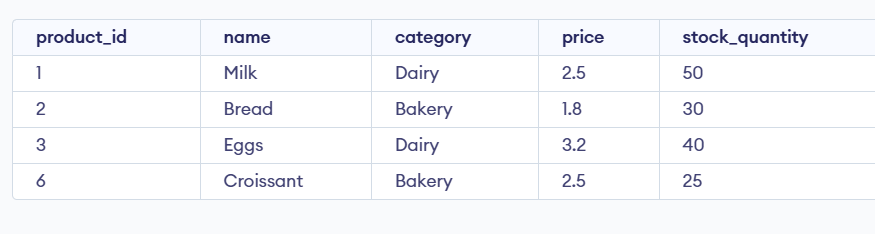 product_id name category price stock_quantity
1 Milk Dairy 2.5 50
2 Bread Bakery 1.8 30
3 Eggs Dairy 3.2 40
6 Croissant Bakery 2.5 25